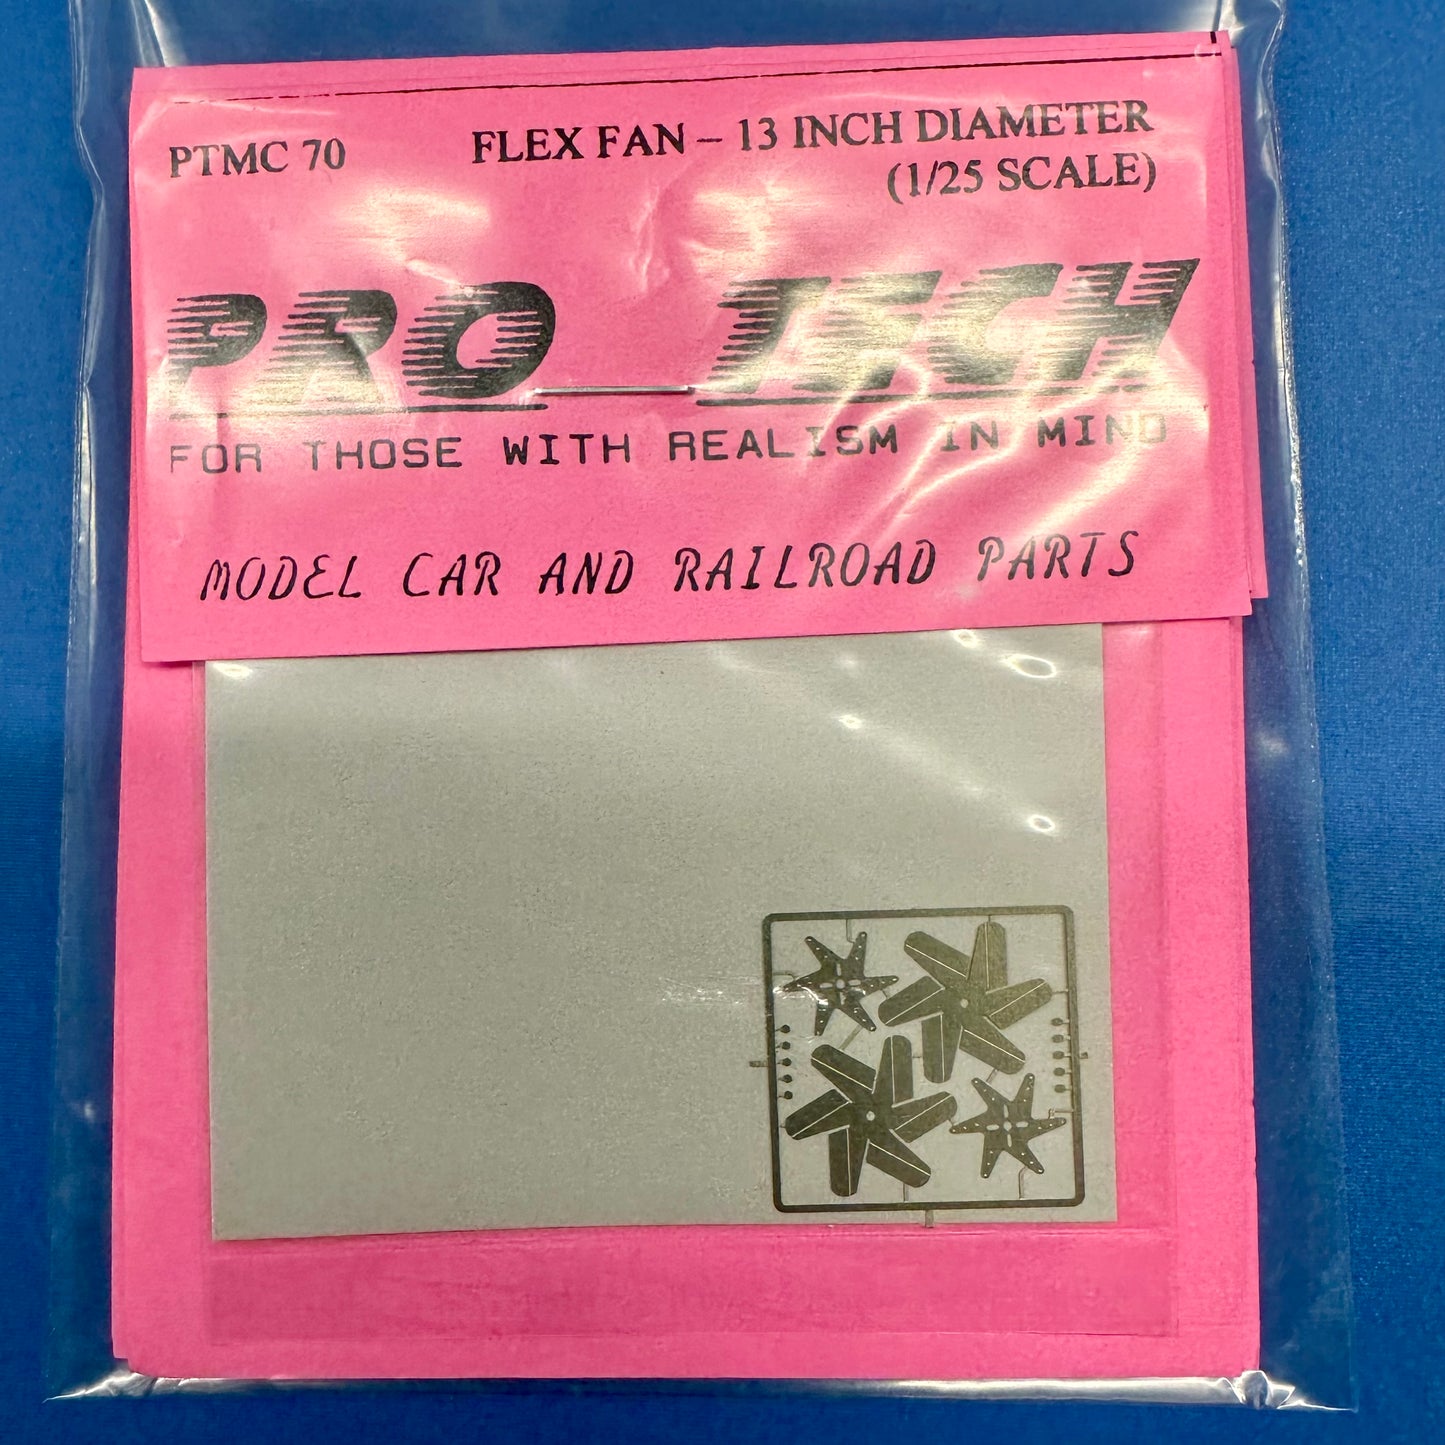 PTMC 70 FLEX FAN – 13 INCH DIAMETER
(1/25 SCALE)
PRO TECH
FOR THOSE WITH REALISM IN MIND
MODEL CAR AND RAILROAD PARTS